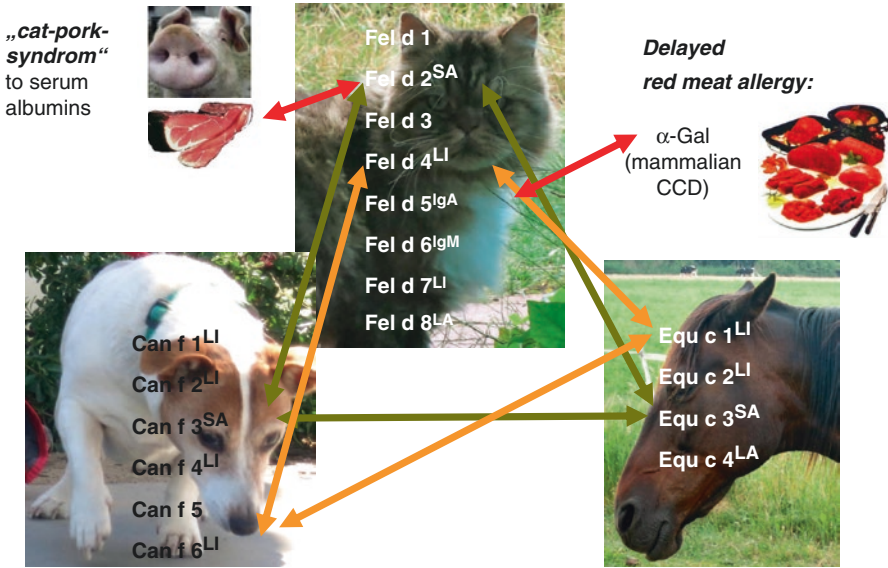 „cat-pork-
syndrom“
to serum
albumins
Fel d 1
Fel d 2SA
Fel d 3
Fel d 4LI
Fel d 5IgA
Fel d 6IgM
Fel d 7LI
Fel d 8LA
Delayed
red meat allergy:
α-Gal
(mammalian
CCD)
Can f 1LI
Can f 2LI
Can f 3SA
Can f 4LI
Can f 5
Can f 6LI
Equ c 1LI
Equ c 2LI
Equ c 3SA
Equ c 4LA